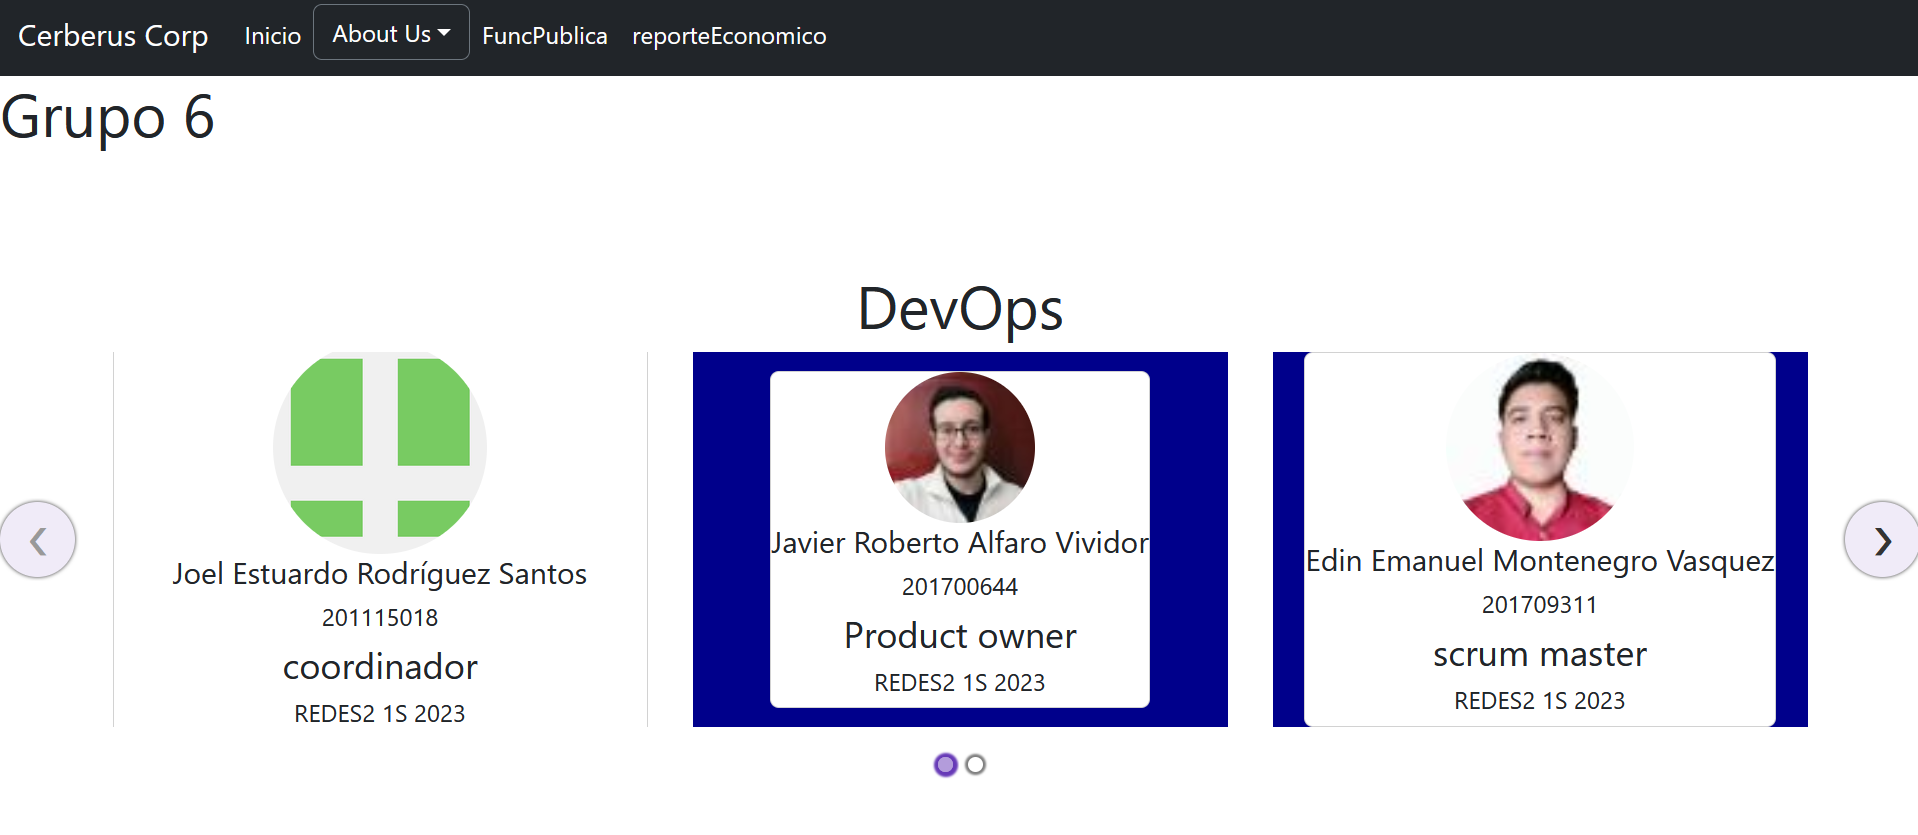 Cerberus Corp Inicio About Us FuncPublica reporteEconomico
Grupo 6
DevOps
Joel Estuardo Rodríguez Santos
201115018
coordinador
REDES2 1S 2023
Javier Roberto Alfaro Vividor
201700644
Product owner
REDES2 1S 2023
Edin Emanuel Montenegro Vasquez
201709311
scrum master
REDES2 1S 2023